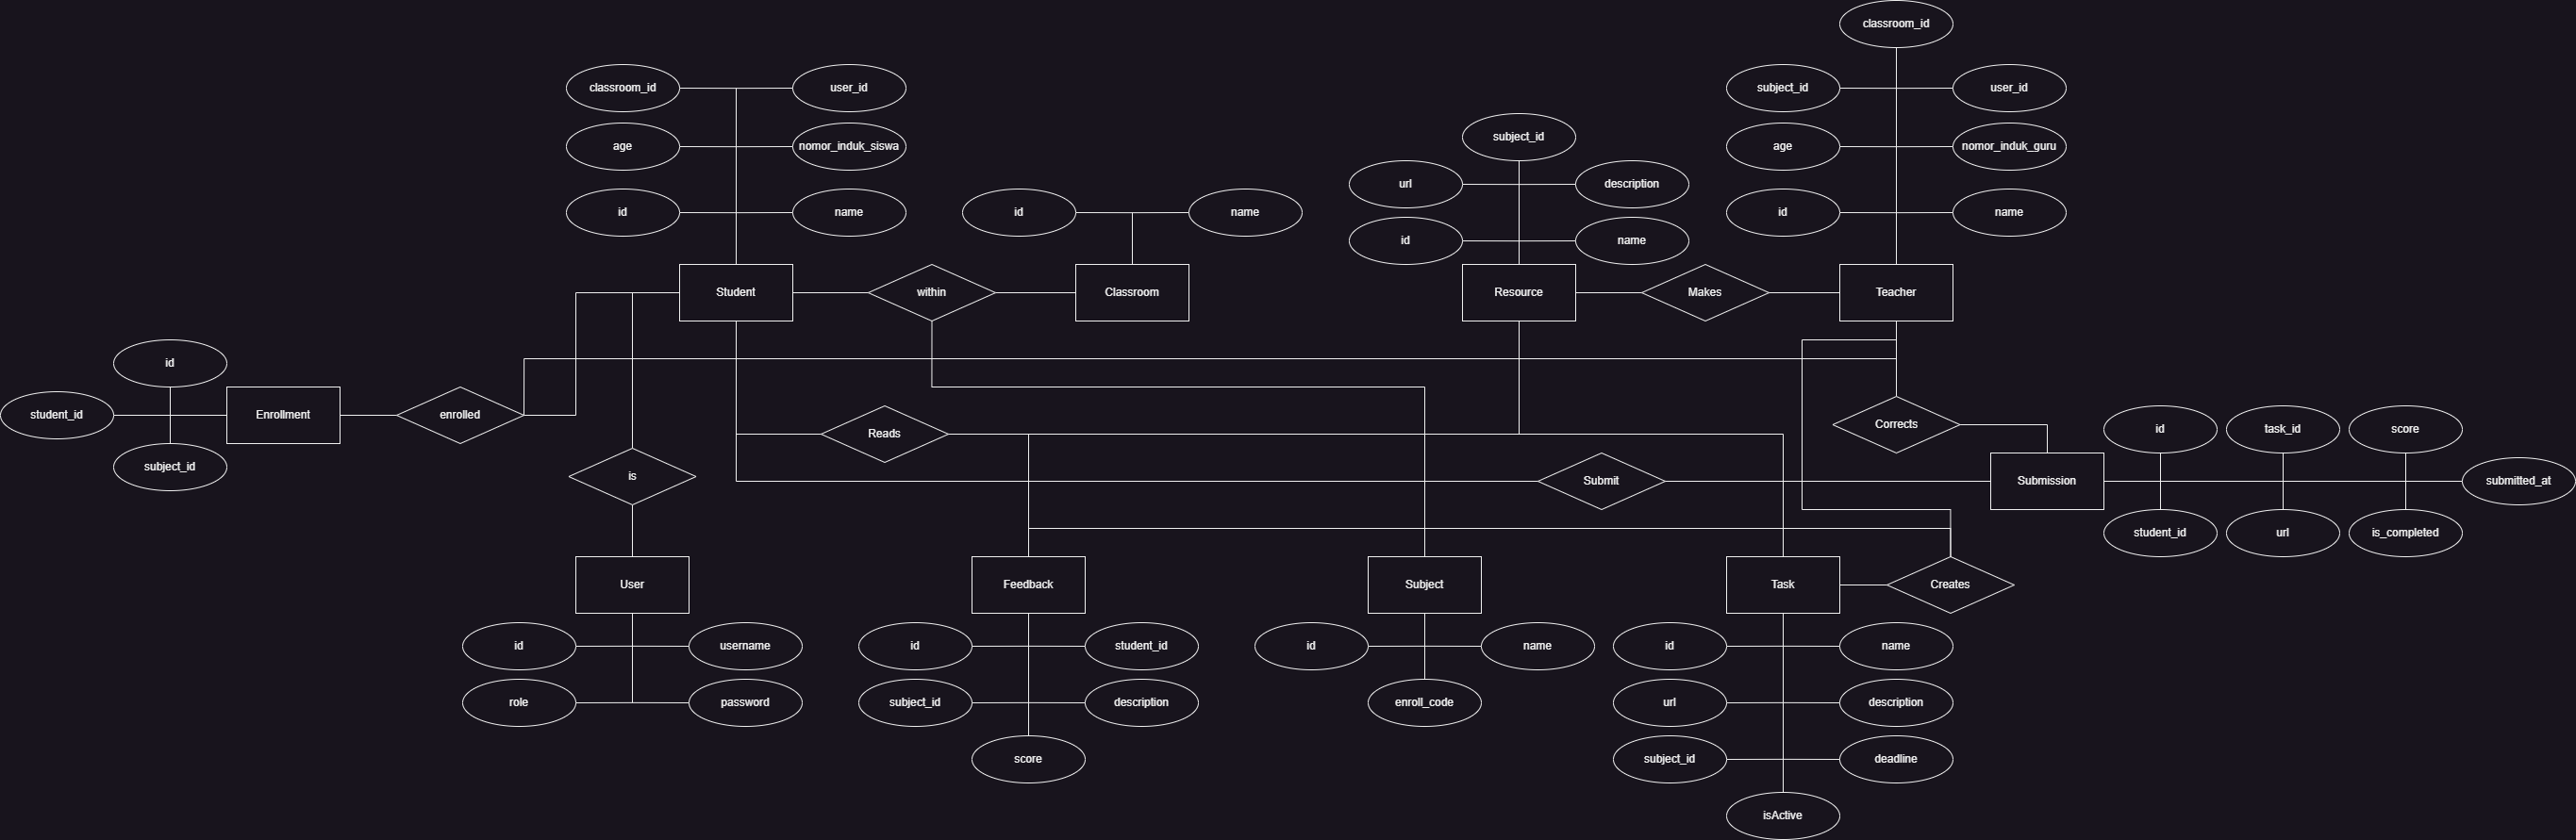 classroom_id
classroom_id
user_id
subject_id
user_id
subject_id
age
nomor_induk_siswa
age
nomor_induk_guru
url
description
id
name
id
name
id
name
id
name
id
name
Student
within
Classroom
Resource
Makes
Teacher
id
student_id
Enrollment
enrolled
subject_id
Reads
Corrects
id
task_id
score
is
Submit
Submission
submitted_at
student_id
url
is_completed
User
Feedback
Subject
Task
Creates
id
username
id
student_id
id
name
id
name
role
password
subject_id
description
enroll_code
url
description
score
subject_id
deadline
isActive